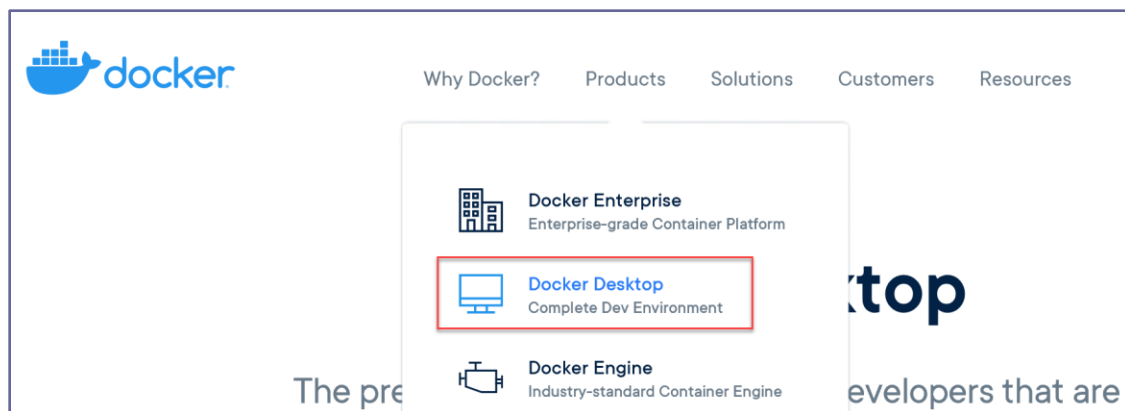 docker
Why Docker? Products Solutions Customers Resources
Docker Enterprise
Enterprise-grade Container Platform
Docker Desktop
Complete Dev Environment
top
Docker Engine
Industry-standard Container Engine
The pre evelopers that are